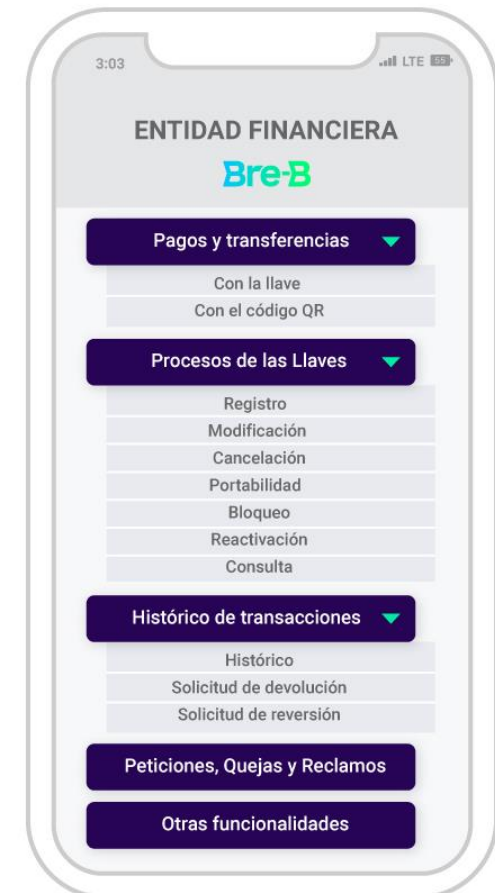 3:03 LTE 55
ENTIDAD FINANCIERA
Bre-B
Pagos y transferencias
Con la llave
Con el código QR
Procesos de las Llaves
Registro
Modificación
Cancelación
Portabilidad
Bloqueo
Reactivación
Consulta
Histórico de transacciones
Histórico
Solicitud de devolución
Solicitud de reversión
Peticiones, Quejas y Reclamos
Otras funcionalidades